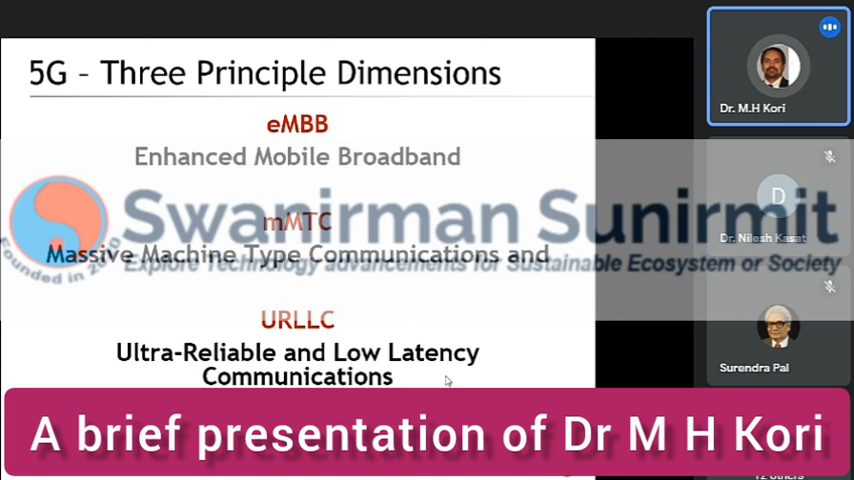 5G – Three Principle Dimensions
eMBB
Enhanced Mobile Broadband
mMTC
Massive Machine Type Communications and
URLLC
Ultra-Reliable and Low Latency
Communications
Swanirman Sunirmit
Explore Technology advancements for Sustainable Ecosystem or Society
Founded in 2020
Dr. M.H Kori
D
Dr. Nilesh Kasat
Surendra Pal
12 others
A brief presentation of Dr M H Kori